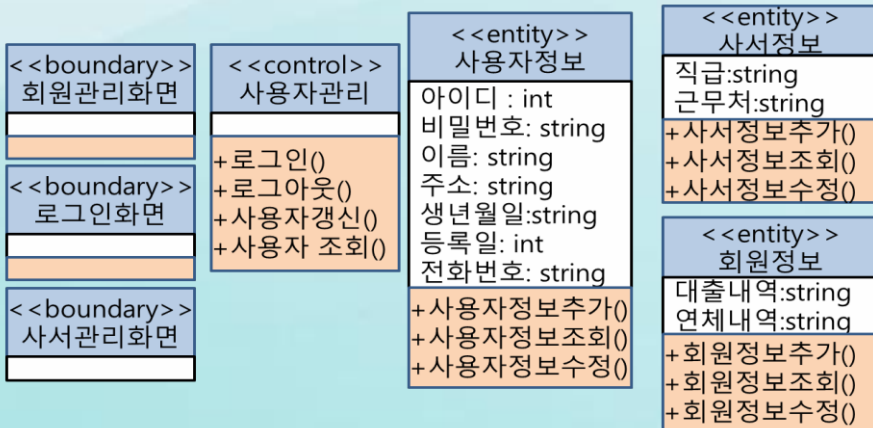 <<boundary>>
회원관리화면
<<boundary>>
로그인화면
<<boundary>>
사서관리화면
<<control>>
사용자관리
+로그인()
+로그아웃()
+사용자갱신()
+사용자 조회()
<<entity>>
사용자정보
아이디 : int
비밀번호: string
이름: string
주소: string
생년월일:string
등록일: int
전화번호: string
+사용자정보추가()
+사용자정보조회()
+사용자정보수정()
<<entity>>
사서정보
직급:string
근무처:string
+사서정보추가()
+사서정보조회()
+사서정보수정()
<<entity>>
회원정보
대출내역:string
연체내역:string
+회원정보추가()
+회원정보조회()
+회원정보수정()